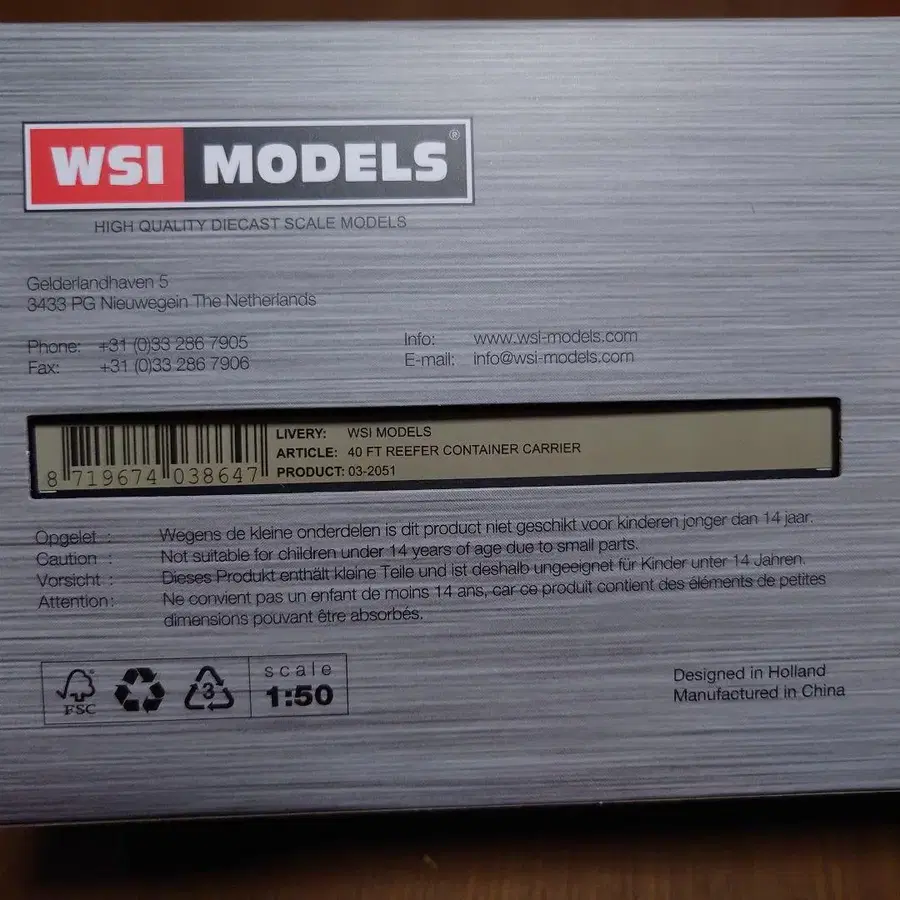 WSI MODELS®
HIGH QUALITY DIECAST SCALE MODELS
Gelderlandhaven 5
3433 PG Nieuwegein The Netherlands
Phone: +31 (0)33 286 7905
Fax: +31 (0)33 286 7906
Info: www.wsi-models.com
E-mail: info@wsi-models.com
LIVERY: WSI MODELS
ARTICLE: 40 FT REEFER CONTAINER CARRIER
PRODUCT: 03-2051
8 719674 038647
Opgelet : Wegens de kleine onderdelen is dit product niet geschikt voor kinderen jonger dan 14 jaar.
Caution : Not suitable for children under 14 years of age due to small parts.
Vorsicht : Dieses Produkt enthält kleine Teile und ist deshalb ungeeignet für Kinder unter 14 Jahren.
Attention: Ne convient pas un enfant de moins 14 ans, car ce produit contient des éléments de petites
dimensions pouvant être absorbés.
FSC
3
scale
1:50
Designed in Holland
Manufactured in China